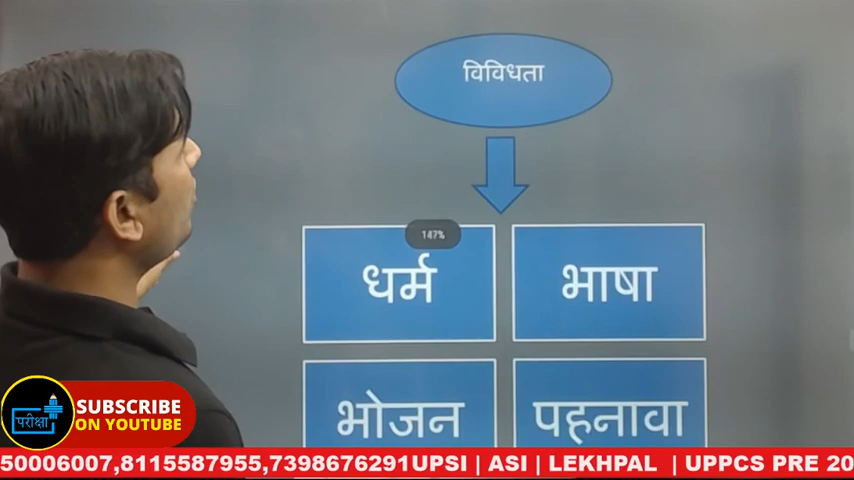 विविधता
147%
धर्म
भाषा
भोजन
पहनावा
परीक्षा
SUBSCRIBE
ON YOUTUBE
50006007,8115587955,7398676291UPSI | ASI | LEKHPAL | UPPCS PRE 20